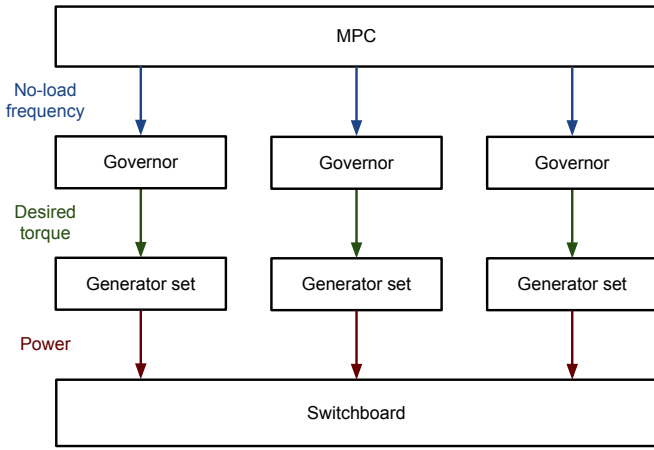 MPC
No-load
frequency
Governor
Governor
Governor
Desired
torque
Generator set
Generator set
Generator set
Power
Switchboard